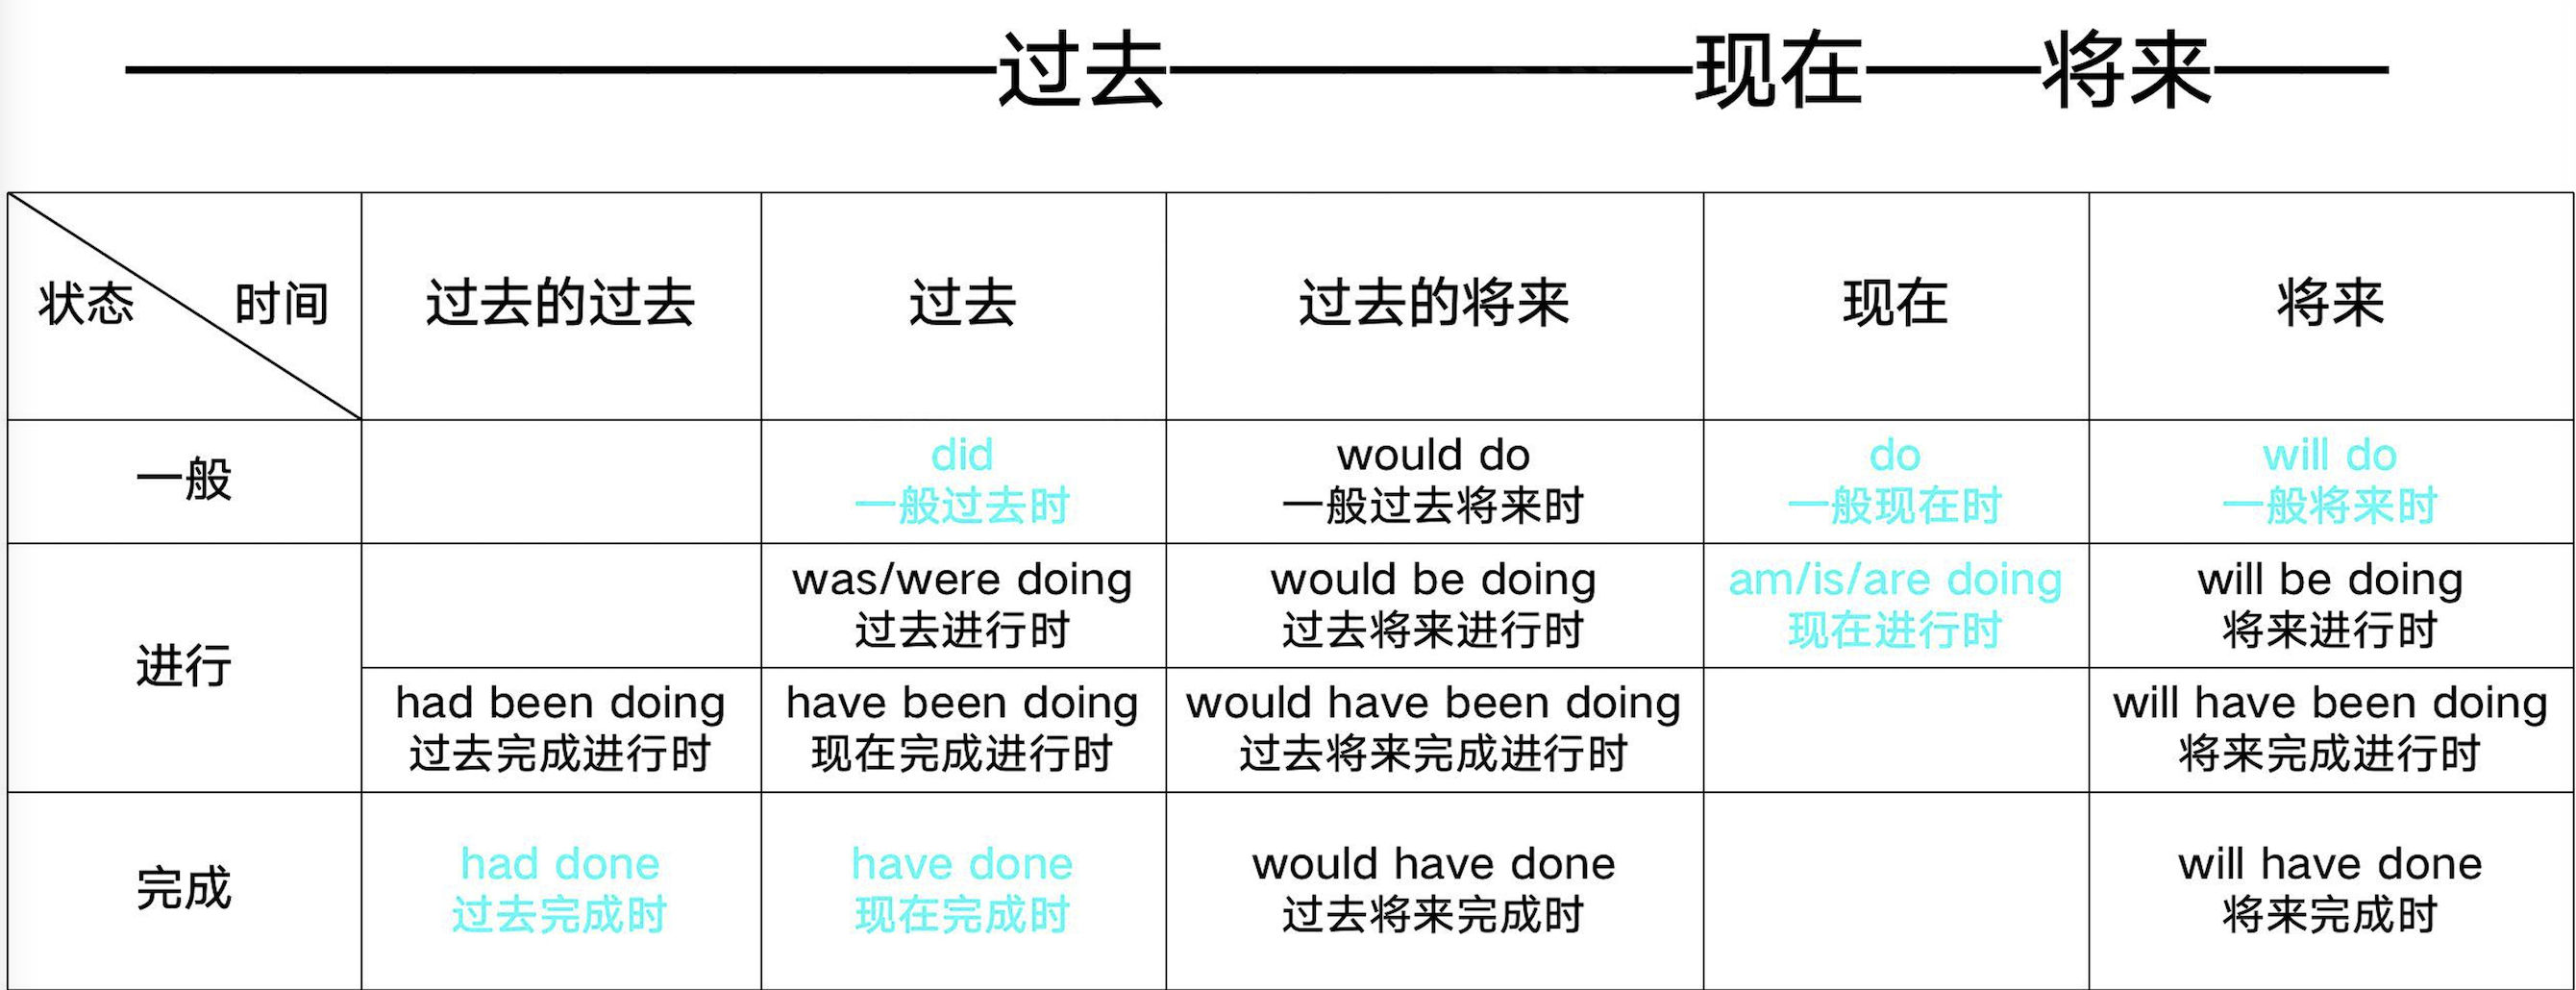 过去 现在 将来
状态 时间 过去的过去 过去 过去的将来 现在 将来
一般
did
一般过去时
would do
一般过去将来时
do
一般现在时
will do
一般将来时
进行
was/were doing
过去进行时
would be doing
过去将来进行时
am/is/are doing
现在进行时
will be doing
将来进行时
had been doing
过去完成进行时
have been doing
现在完成进行时
would have been doing
过去将来完成进行时
will have been doing
将来完成进行时
完成
had done
过去完成时
have done
现在完成时
would have done
过去将来完成时
will have done
将来完成时